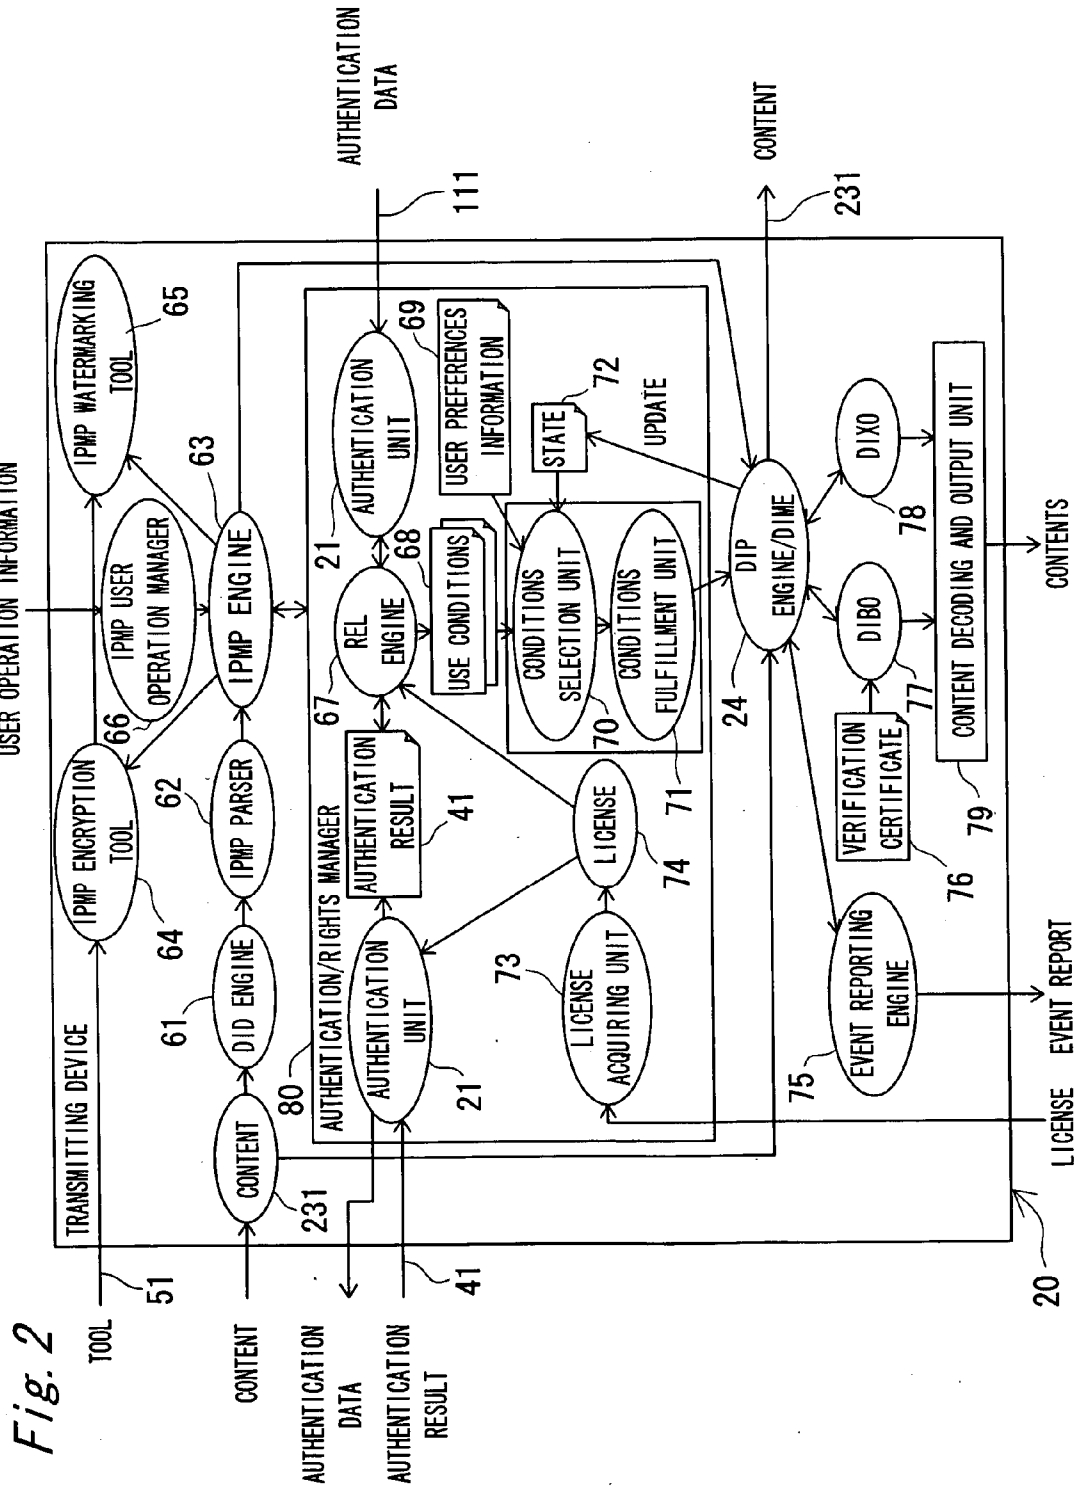 Fig. 2
USER OPERATION INFORMATION
TOOL
51
TRANSMITTING DEVICE
IPMP ENCRYPTION
TOOL
64
IPMP USER
OPERATION MANAGER
66
IPMP WATERMARKING
TOOL
65
CONTENT
CONTENT
231
DID ENGINE
61
IPMP PARSER
62
IPMP ENGINE
63
80
AUTHENTICATION/RIGHTS MANAGER
AUTHENTICATION
DATA
AUTHENTICATION
RESULT
41
AUTHENTICATION
UNIT
21
AUTHENTICATION
RESULT
41
REL
ENGINE
67
AUTHENTICATION
UNIT
21
AUTHENTICATION
DATA
111
USE CONDITIONS
68
USER PREFERENCES
INFORMATION
69
CONDITIONS
SELECTION UNIT
70
STATE
72
UPDATE
CONDITIONS
FULFILLMENT UNIT
71
LICENSE
ACQUIRING UNIT
73
LICENSE
74
DIP
ENGINE/DIME
24
CONTENT
231
EVENT REPORTING
ENGINE
75
VERIFICATION
CERTIFICATE
76
DIBO
77
DIXO
78
CONTENT DECODING AND OUTPUT UNIT
79
LICENSE
EVENT REPORT
CONTENTS
20